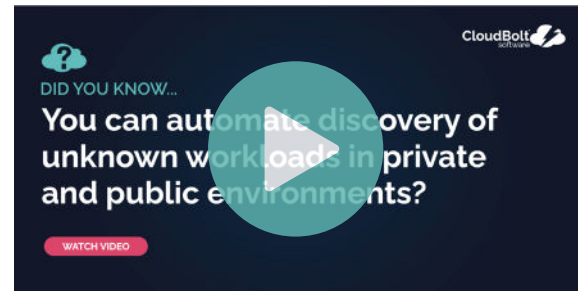 CloudBolt
software
?
DID YOU KNOW...
You can automate discovery of
unknown workloads in private
and public environments?
WATCH VIDEO